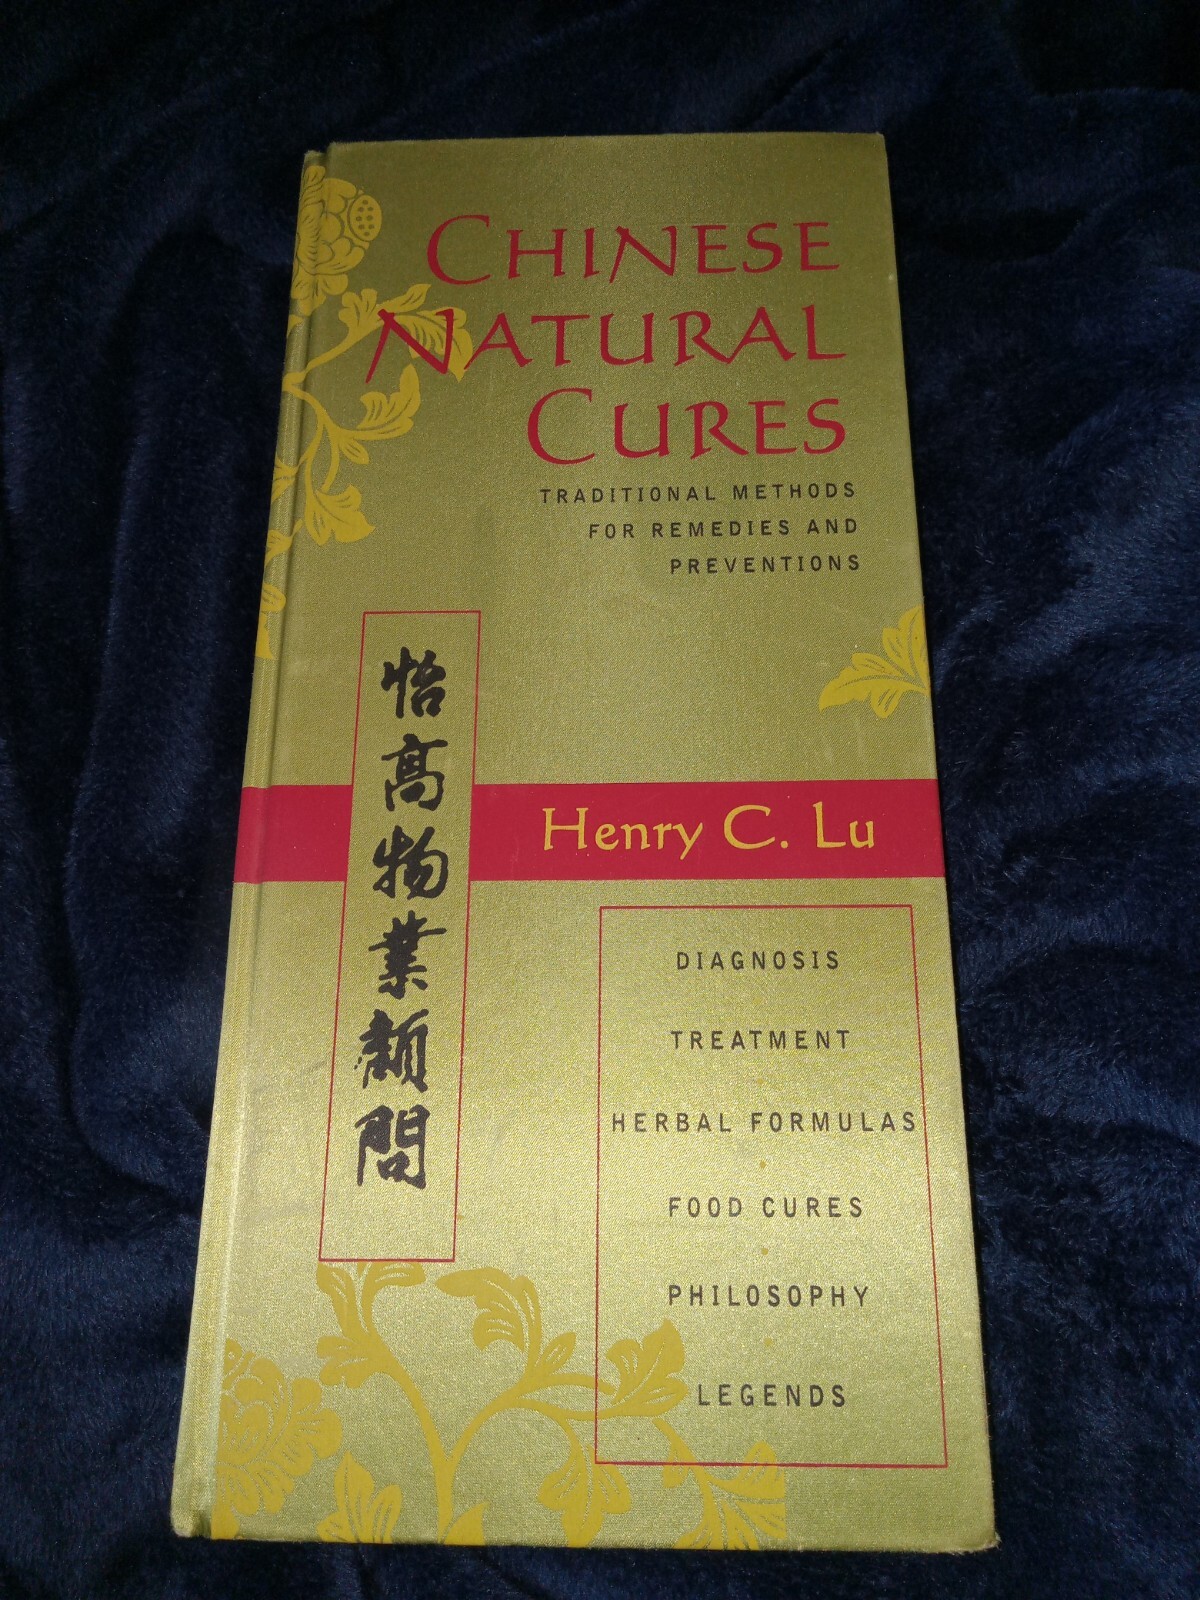 CHINESE
NATURAL
CURES
TRADITIONAL METHODS
FOR REMEDIES AND
PREVENTIONS
怡高物業顧問
Henry C. Lu
DIAGNOSIS
TREATMENT
HERBAL FORMULAS
FOOD CURES
PHILOSOPHY
LEGENDS